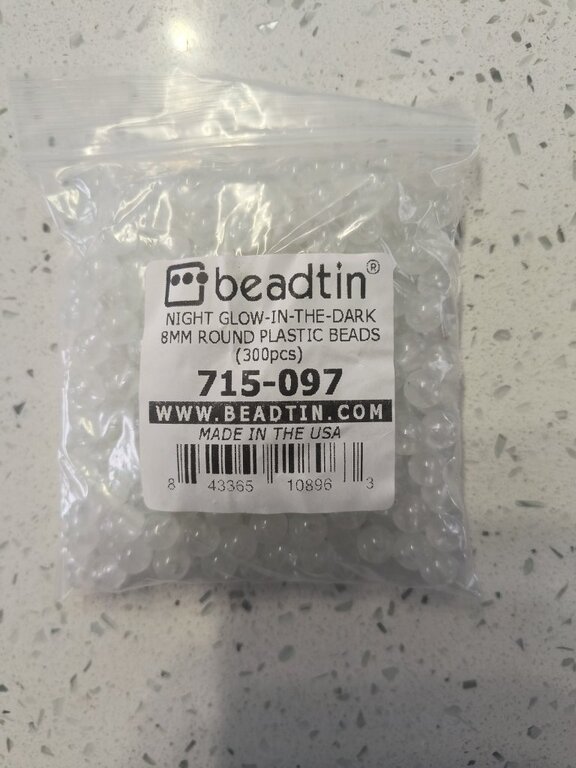 beadtin®
NIGHT GLOW-IN-THE-DARK
8MM ROUND PLASTIC BEADS
(300pcs)
715-097
WWW.BEADTIN.COM
MADE IN THE USA
8 43365 10896 3